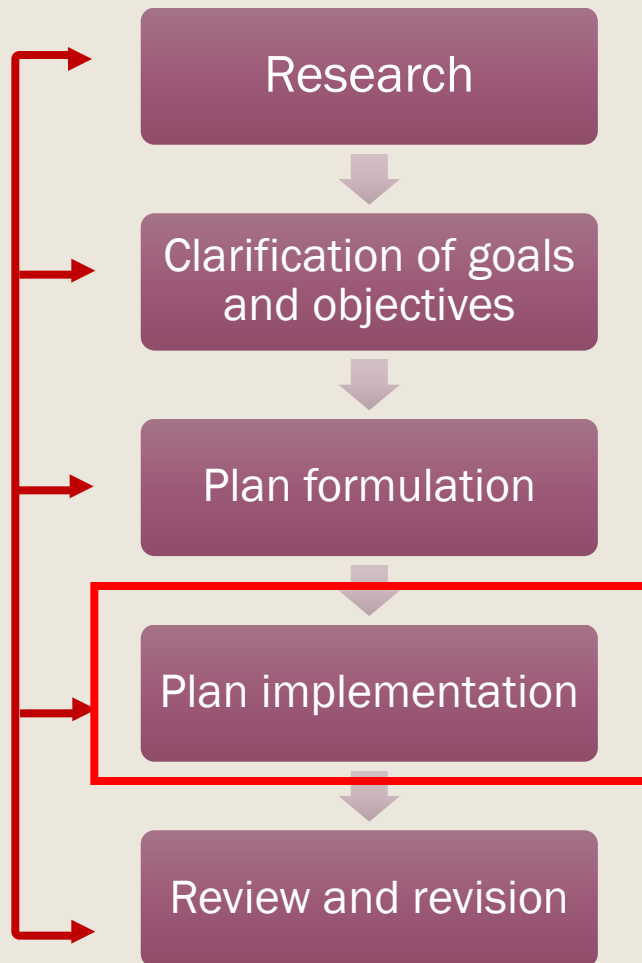 Research
Clarification of goals
and objectives
Plan formulation
Plan implementation
Review and revision